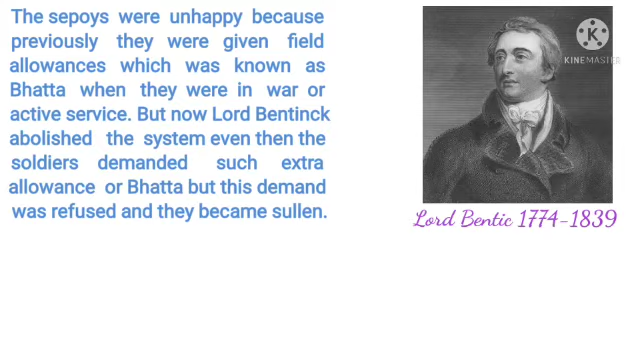 The sepoys were unhappy because
previously they were given field
allowances which was known as
Bhatta when they were in war or
active service. But now Lord Bentinck
abolished the system even then the
soldiers demanded such extra
allowance or Bhatta but this demand
was refused and they became sullen.
K
KINEMASTER
Lord Bentic 1774-1839